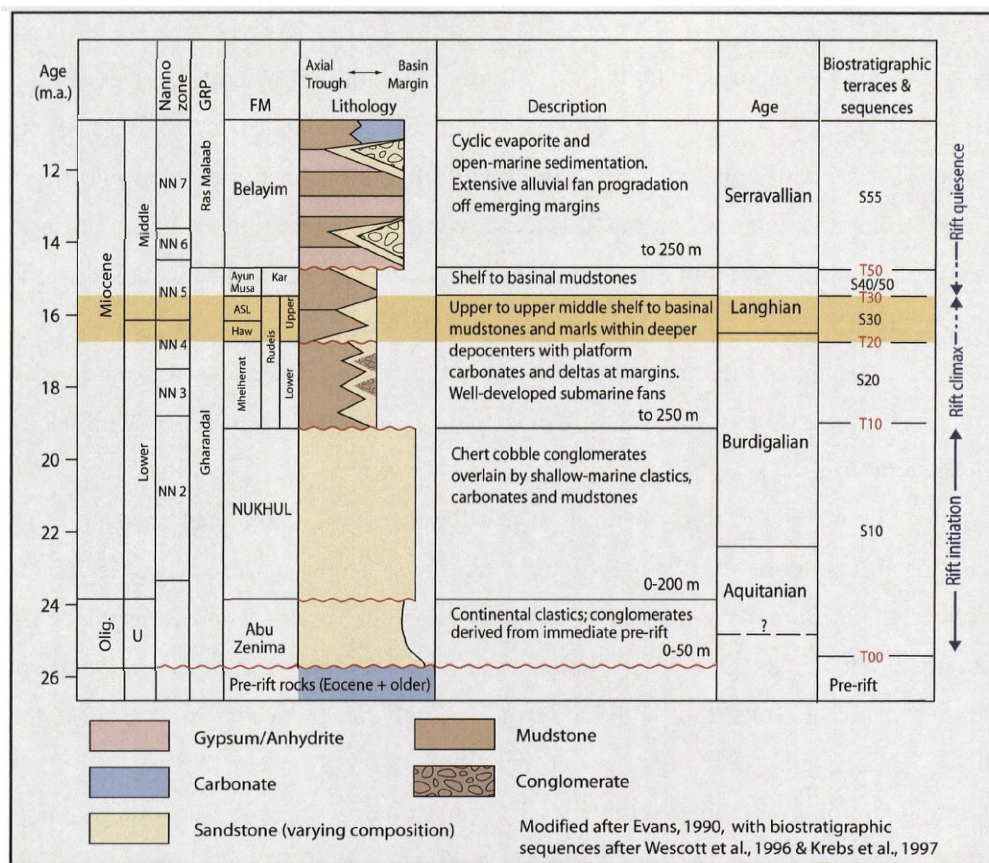 Age
(m.a.)
Nanno
zone
GRP
FM
Axial
Trough
Basin
Margin
Lithology
Description
Age
Biostratigraphic
terraces &
sequences
12
14
16
18
20
22
24
26
Miocene
Olig.
Middle
Lower
U
NN 7
NN 6
NN 5
NN 4
NN 3
NN 2
Ras Malaab
Gharandal
Belayim
Ayun
Musa
Kar
ASL
Haw
Rudeis
Upper
Mheiherrat
Lower
NUKHUL
Abu
Zenima
Pre-rift rocks (Eocene + older)
Cyclic evaporite and
open-marine sedimentation.
Extensive alluvial fan progradation
off emerging margins
to 250 m
Shelf to basinal mudstones
Upper to upper middle shelf to basinal
mudstones and marls within deeper
depocenters with platform
carbonates and deltas at margins.
Well-developed submarine fans
to 250 m
Chert cobble conglomerates
overlain by shallow-marine clastics,
carbonates and mudstones
0-200 m
Continental clastics; conglomerates
derived from immediate pre-rift
0-50 m
Serravallian
Langhian
Burdigalian
Aquitanian
?
S55
T50
S40/50
T30
S30
T20
S20
T10
S10
T00
Pre-rift
Rift quiesence
Rift climax
Rift initiation
Gypsum/Anhydrite
Mudstone
Carbonate
Conglomerate
Sandstone (varying composition)
Modified after Evans, 1990, with biostratigraphic
sequences after Wescott et al., 1996 & Krebs et al., 1997